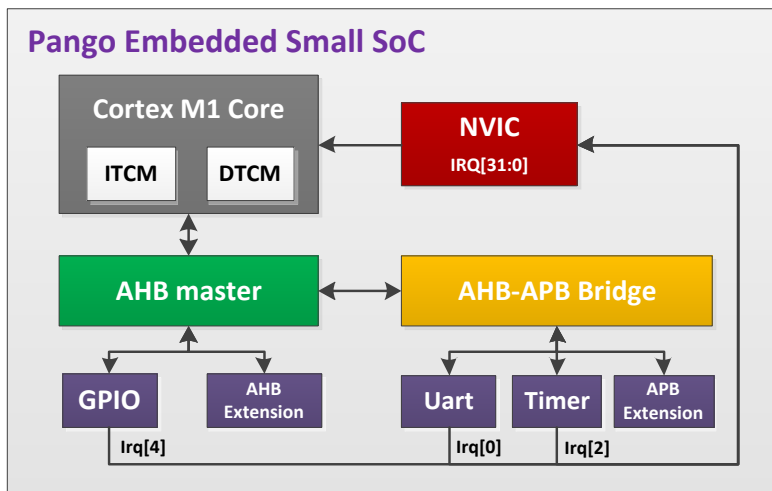 Pango Embedded Small SoC
Cortex M1 Core
ITCM
DTCM
NVIC
IRQ[31:0]
AHB master
AHB-APB Bridge
GPIO
AHB
Extension
Uart
Timer
APB
Extension
Irq[4]
Irq[0]
Irq[2]